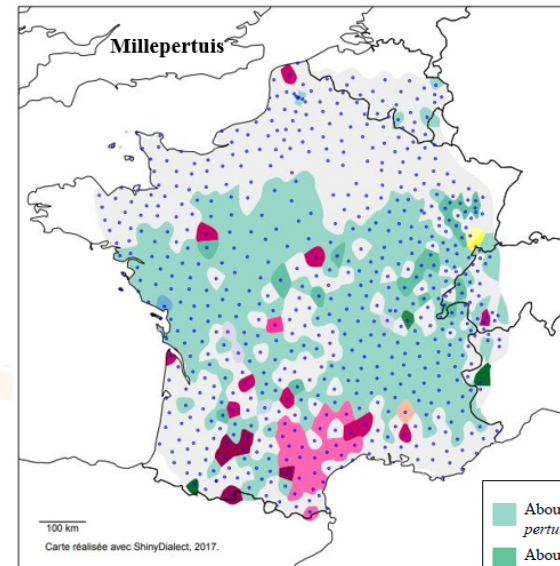 Millepertuis
100 km
Carte réalisée avec ShinyDialect, 2017.
Abou
pertu
Abou